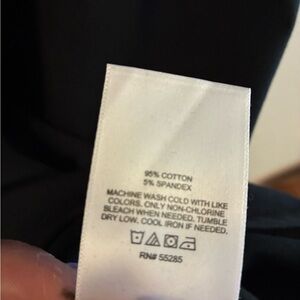 95% COTTON
5% SPANDEX
MACHINE WASH COLD WITH LIKE
COLORS. ONLY NON-CHLORINE
BLEACH WHEN NEEDED. TUMBLE
DRY LOW. COOL IRON IF NEEDED.
RN# 55285